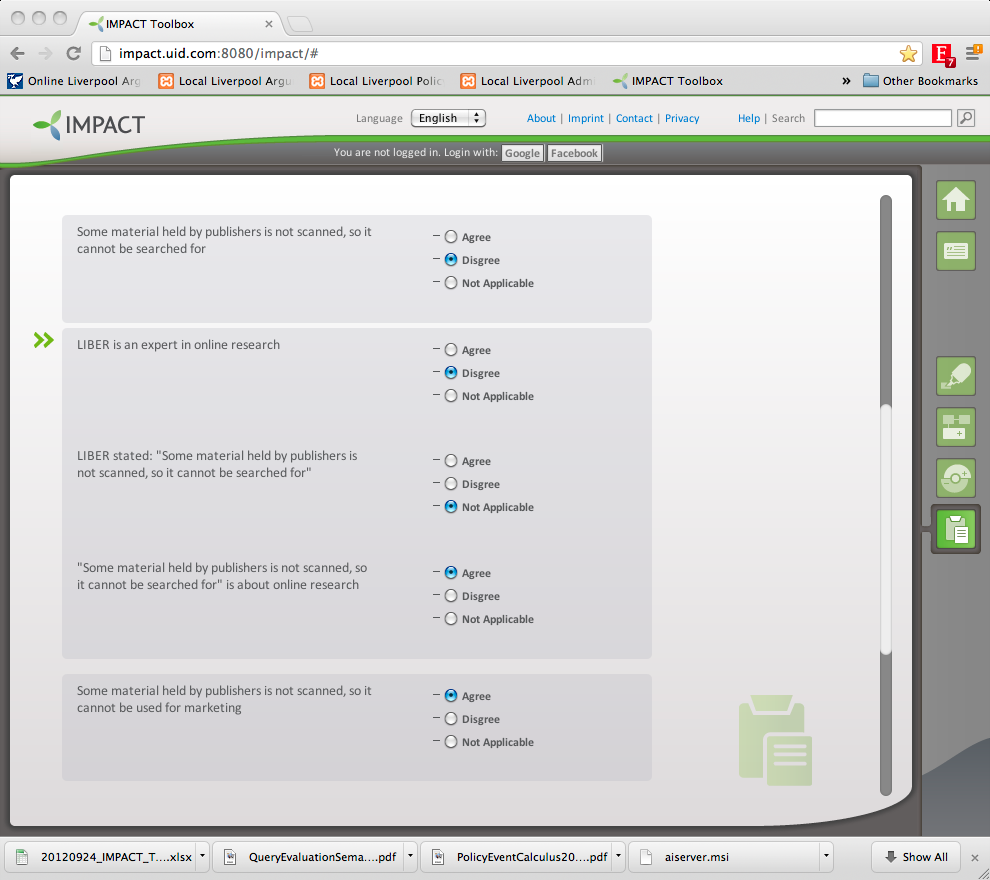 IMPACT Toolbox
impact.uid.com:8080/impact/#
7
Online Liverpool Arg
Local Liverpool Argu
Local Liverpool Polic
Local Liverpool Adm
IMPACT Toolbox
»
Other Bookmarks
IMPACT
Language
English
About | Imprint | Contact | Privacy
Help | Search
You are not logged in. Login with: Google Facebook
Some material held by publishers is not scanned, so it
cannot be searched for
Agree
Disgree
Not Applicable
LIBER is an expert in online research
Agree
Disgree
Not Applicable
LIBER stated: "Some material held by publishers is
not scanned, so it cannot be searched for"
Agree
Disgree
Not Applicable
"Some material held by publishers is not scanned, so
it cannot be searched for" is about online research
Agree
Disgree
Not Applicable
Some material held by publishers is not scanned, so it
cannot be used for marketing
Agree
Disgree
Not Applicable
20120924_IMPACT_T....xlsx
QueryEvaluationSema....pdf
PolicyEventCalculus20....pdf
aiserver.msi
Show All